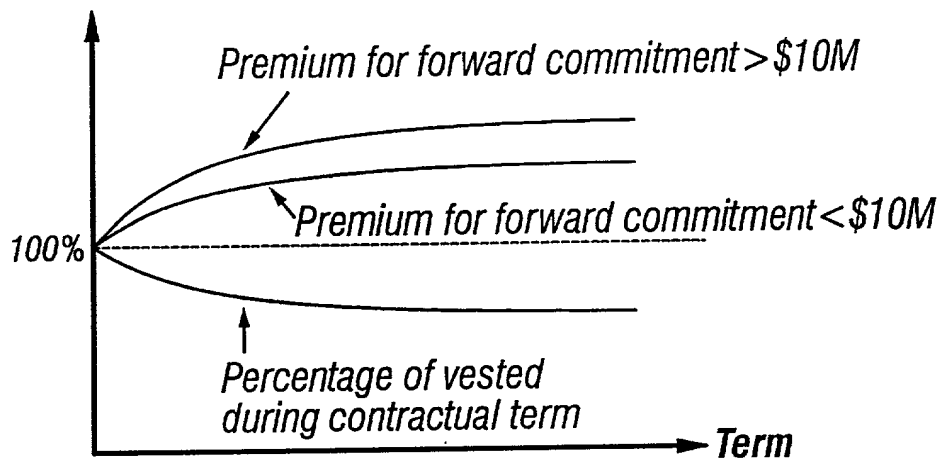 Premium for forward commitment > $10M
Premium for forward commitment < $10M
100%
Percentage of vested
during contractual term
Term